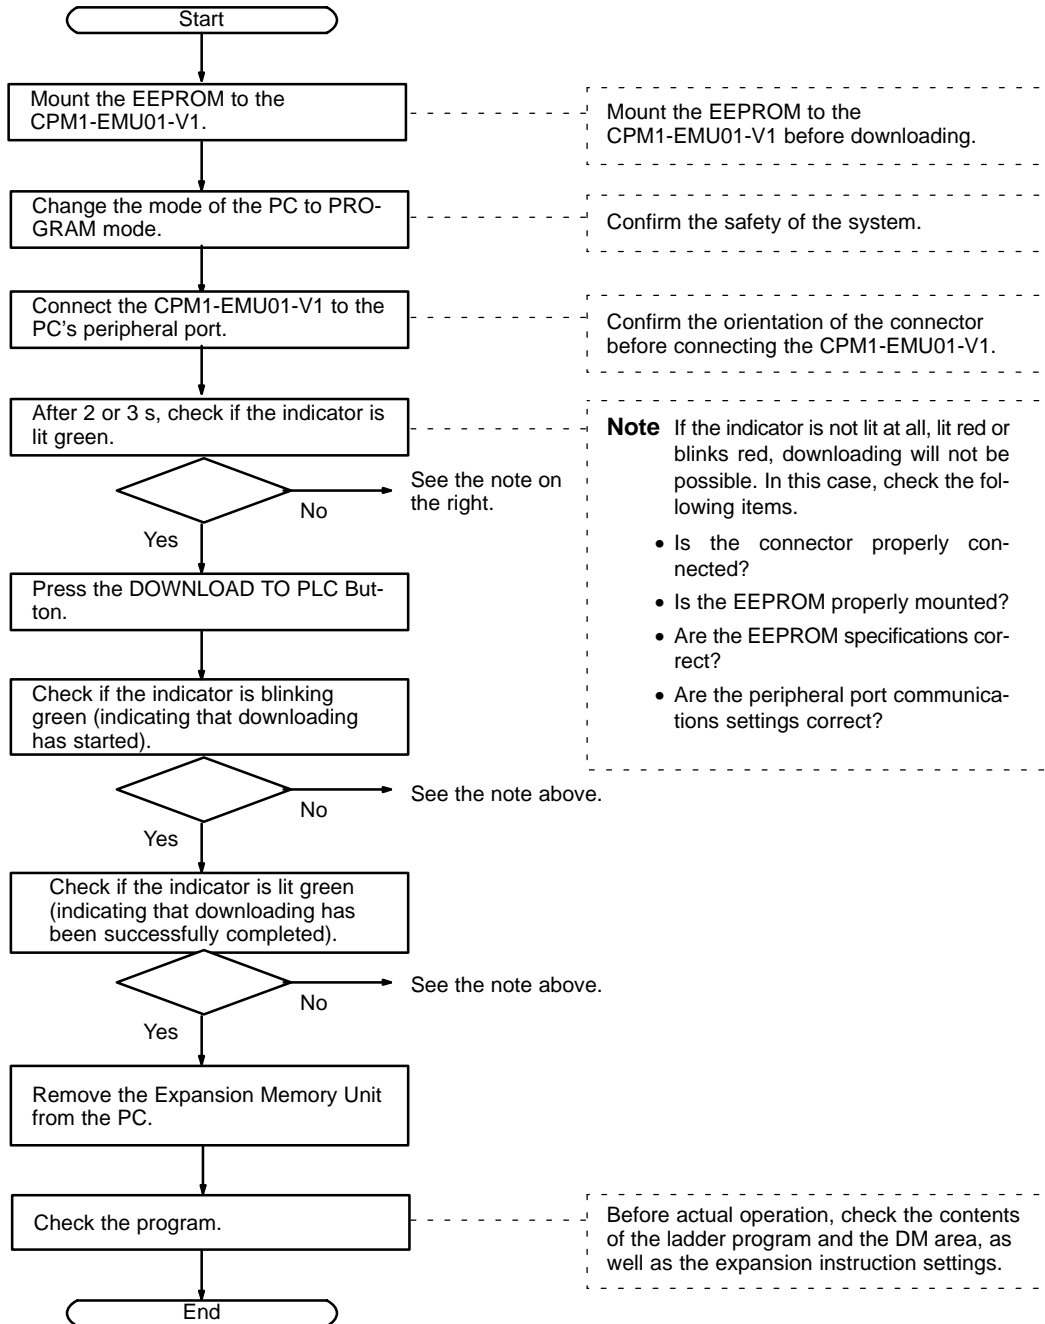 Start
Mount the EEPROM to the
CPM1-EMU01-V1.
Mount the EEPROM to the
CPM1-EMU01-V1 before downloading.
Change the mode of the PC to PRO-
GRAM mode.
Confirm the safety of the system.
Connect the CPM1-EMU01-V1 to the
PC's peripheral port.
Confirm the orientation of the connector
before connecting the CPM1-EMU01-V1.
After 2 or 3 s, check if the indicator is
lit green.
Note If the indicator is not lit at all, lit red or
blinks red, downloading will not be
possible. In this case, check the fol-
lowing items.
• Is the connector properly con-
nected?
• Is the EEPROM properly mounted?
• Are the EEPROM specifications cor-
rect?
• Are the peripheral port communica-
tions settings correct?
No
See the note on
the right.
Yes
Press the DOWNLOAD TO PLC But-
ton.
Check if the indicator is blinking
green (indicating that downloading
has started).
No
See the note above.
Yes
Check if the indicator is lit green
(indicating that downloading has
been successfully completed).
No
See the note above.
Yes
Remove the Expansion Memory Unit
from the PC.
Check the program.
Before actual operation, check the contents
of the ladder program and the DM area, as
well as the expansion instruction settings.
End